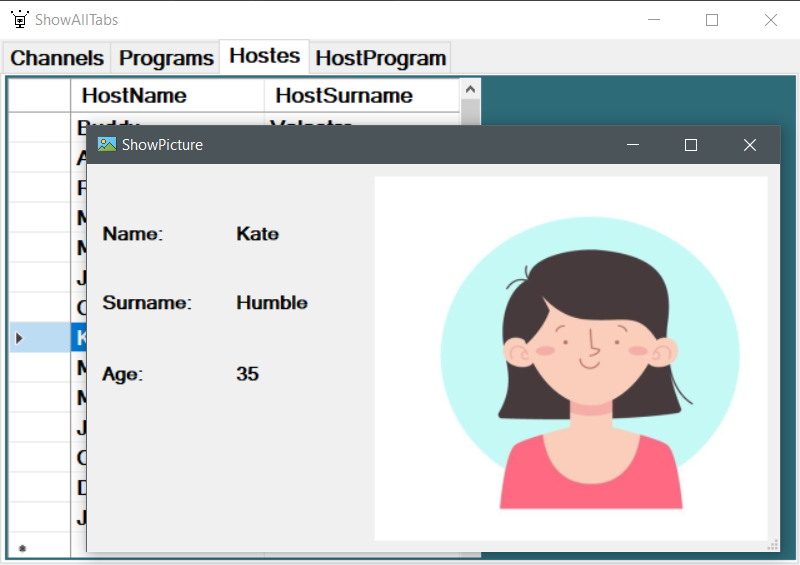 ShowAllTabs
Channels Programs Hostes HostProgram
HostName HostSurname
ShowPicture
Name: Kate
Surname: Humble
Age: 35